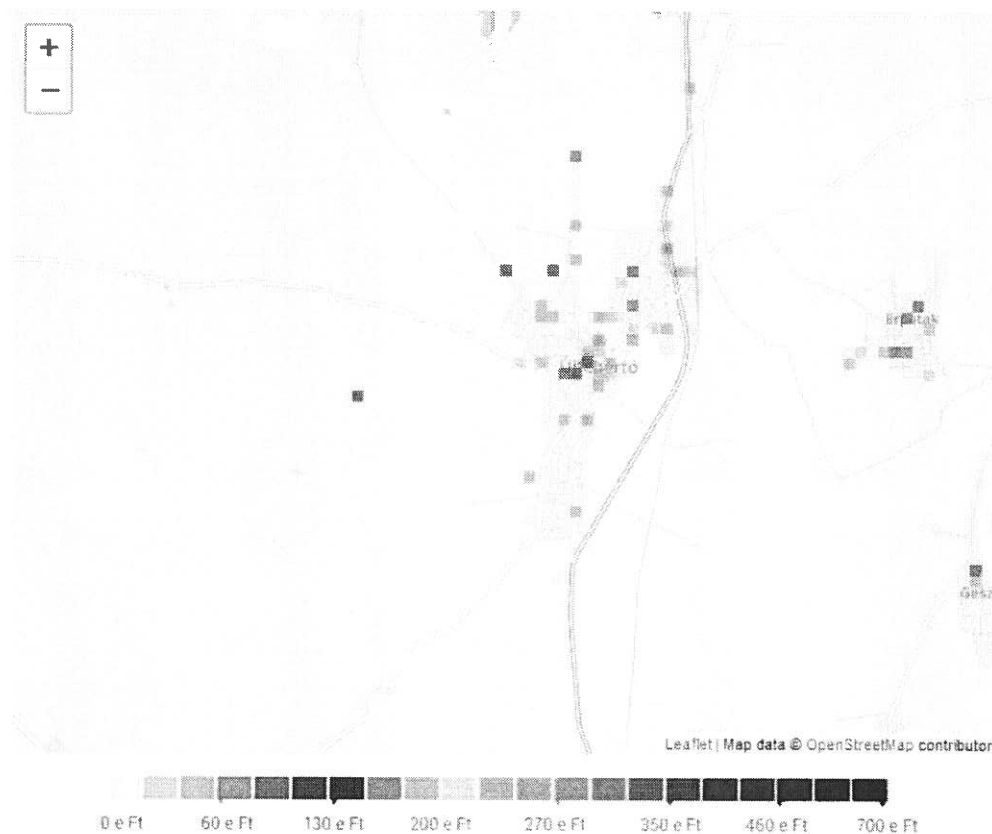 +
−
Leaflet | Map data © OpenStreetMap contributor
0 e Ft 60 e Ft 130 e Ft 200 e Ft 270 e Ft 350 e Ft 460 e Ft 700 e Ft